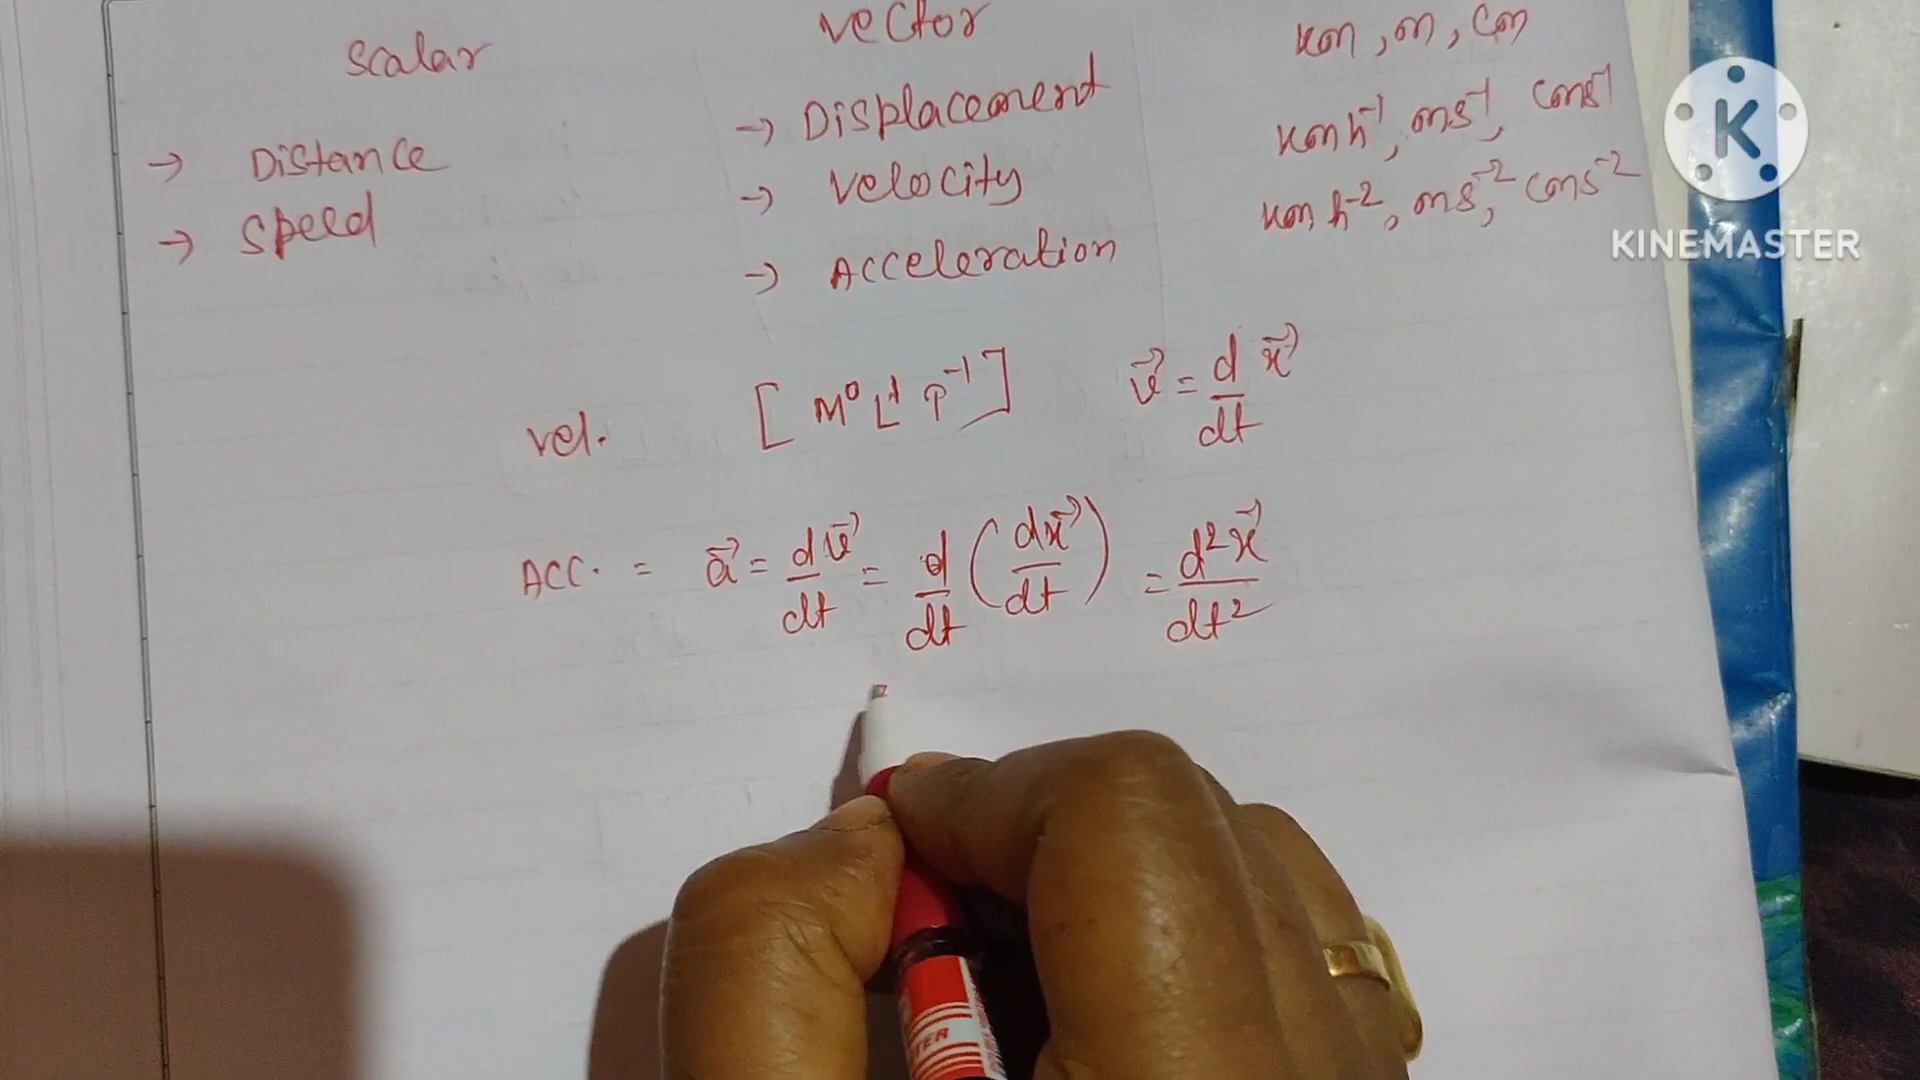 Scalar Vector km, m, cm
→ Distance → Displacement kmh⁻¹, ms⁻¹, cms⁻¹
→ Speed → Velocity kmh⁻², ms⁻², cms⁻²
→ Acceleration
K
KINEMASTER
vel. [M⁰ L¹ T⁻¹] v⃗ = d/dt x⃗
Acc. = a⃗ = dv⃗/dt = d/dt (dx⃗/dt) = d²x⃗/dt²